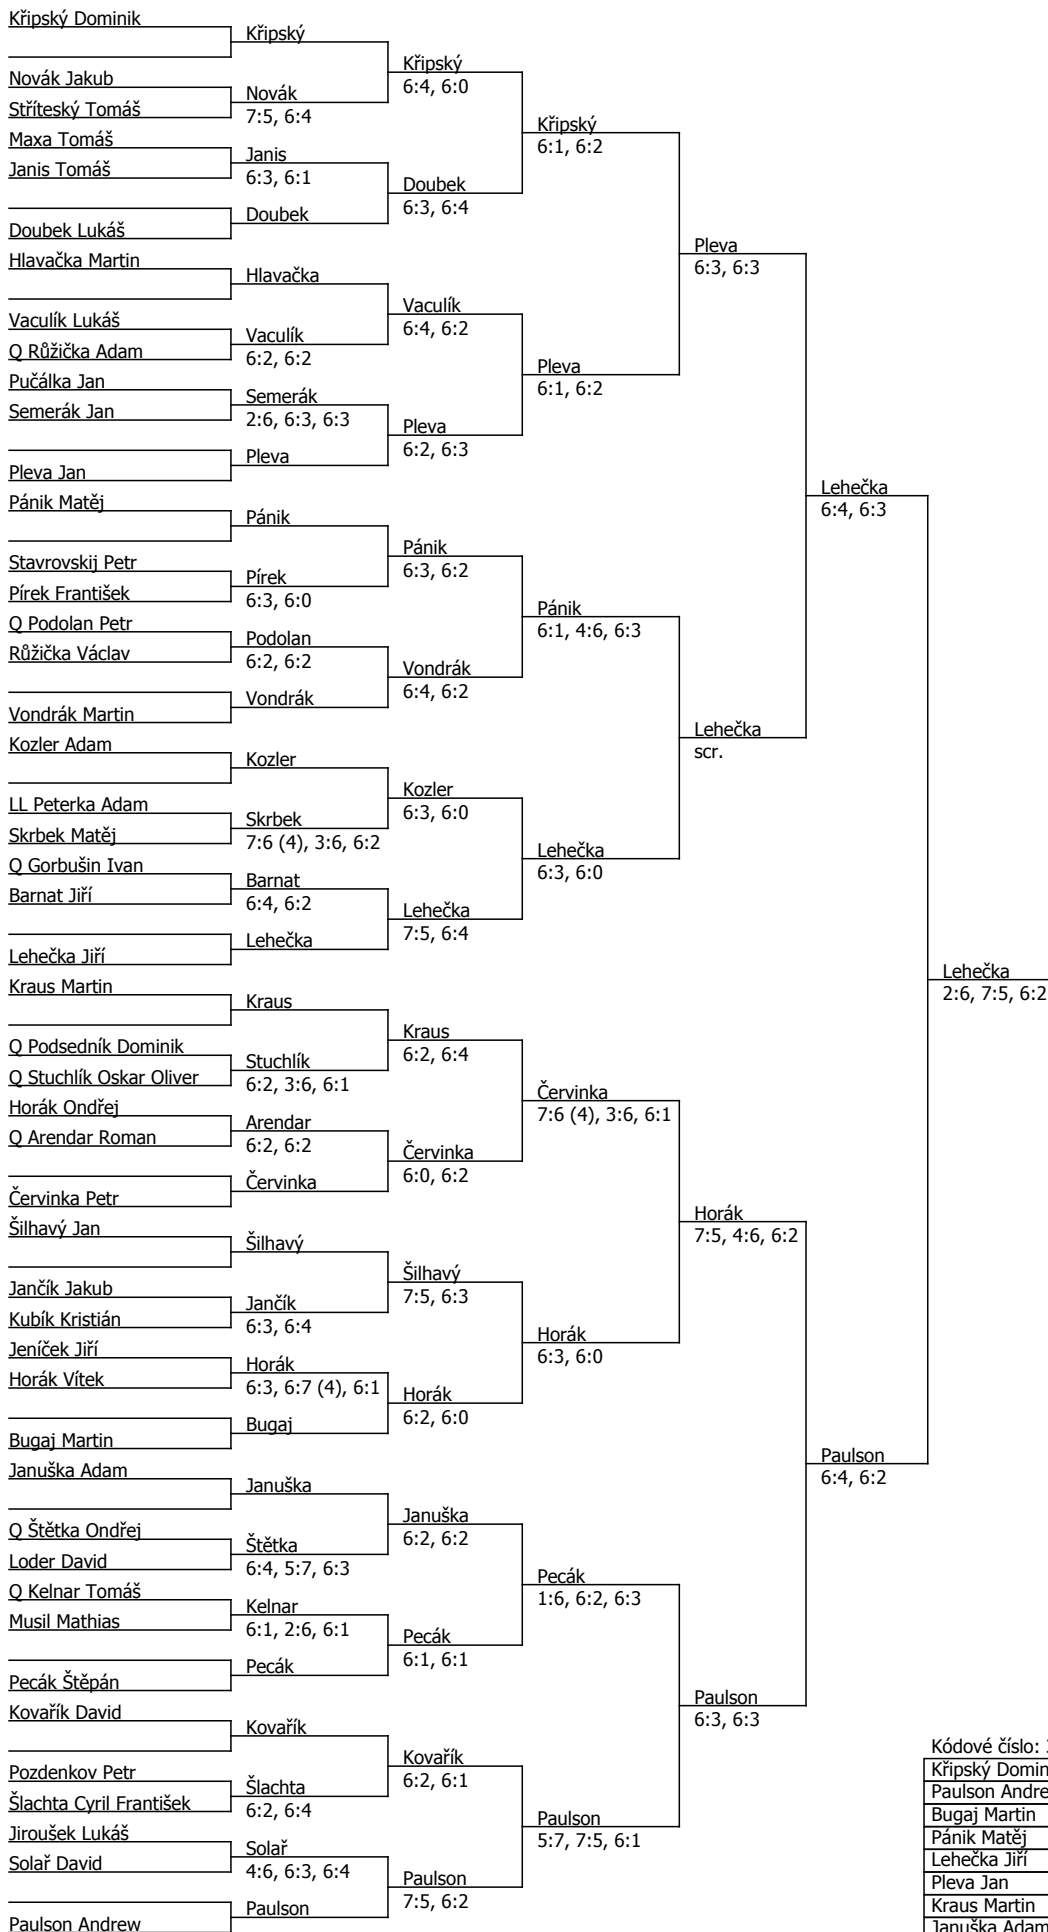 Křipský Dominik
Novák Jakub
Stříteský Tomáš
Maxa Tomáš
Janis Tomáš
Doubek Lukáš
Hlavačka Martin
Vaculík Lukáš
Q Růžička Adam
Pučálka Jan
Semerák Jan
Pleva Jan
Pánik Matěj
Stavrovskij Petr
Pírek František
Q Podolan Petr
Růžička Václav
Vondrák Martin
Kozler Adam
LL Peterka Adam
Skrbek Matěj
Q Gorbušin Ivan
Barnat Jiří
Lehečka Jiří
Kraus Martin
Q Podsedník Dominik
Q Stuchlík Oskar Oliver
Horák Ondřej
Q Arendar Roman
Červinka Petr
Šilhavý Jan
Jančík Jakub
Kubík Kristián
Jeníček Jiří
Horák Vítek
Bugaj Martin
Januška Adam
Q Štětka Ondřej
Loder David
Q Kelnar Tomáš
Musil Mathias
Pecák Štěpán
Kovařík David
Pozdenkov Petr
Šlachta Cyril František
Jiroušek Lukáš
Solař David
Paulson Andrew
Křipský
Novák
7:5, 6:4
Janis
6:3, 6:1
Doubek
Hlavačka
Vaculík
6:2, 6:2
Semerák
2:6, 6:3, 6:3
Pleva
Pánik
Pírek
6:3, 6:0
Podolan
6:2, 6:2
Vondrák
Kozler
Skrbek
7:6 (4), 3:6, 6:2
Barnat
6:4, 6:2
Lehečka
Kraus
Stuchlík
6:2, 3:6, 6:1
Arendar
6:2, 6:2
Červinka
Šilhavý
Jančík
6:3, 6:4
Horák
6:3, 6:7 (4), 6:1
Bugaj
Januška
Štětka
6:4, 5:7, 6:3
Kelnar
6:1, 2:6, 6:1
Pecák
Kovařík
Šlachta
6:2, 6:4
Solař
4:6, 6:3, 6:4
Paulson
Křipský
6:4, 6:0
Doubek
6:3, 6:4
Vaculík
6:4, 6:2
Pleva
6:2, 6:3
Pánik
6:3, 6:2
Vondrák
6:4, 6:2
Kozler
6:3, 6:0
Lehečka
7:5, 6:4
Kraus
6:2, 6:4
Červinka
6:0, 6:2
Šilhavý
7:5, 6:3
Horák
6:2, 6:0
Januška
6:2, 6:2
Pecák
6:1, 6:1
Kovařík
6:2, 6:1
Paulson
7:5, 6:2
Křipský
6:1, 6:2
Pleva
6:1, 6:2
Pánik
6:1, 4:6, 6:3
Lehečka
6:3, 6:0
Červinka
7:6 (4), 3:6, 6:1
Horák
6:3, 6:0
Pecák
1:6, 6:2, 6:3
Paulson
5:7, 7:5, 6:1
Pleva
6:3, 6:3
Lehečka
scr.
Horák
7:5, 4:6, 6:2
Paulson
6:3, 6:3
Lehečka
6:4, 6:3
Paulson
6:4, 6:2
Lehečka
2:6, 7:5, 6:2
Kódové číslo:
Křipský Domin
Paulson Andre
Bugaj Martin
Pánik Matěj
Lehečka Jiří
Pleva Jan
Kraus Martin
Januška Adam